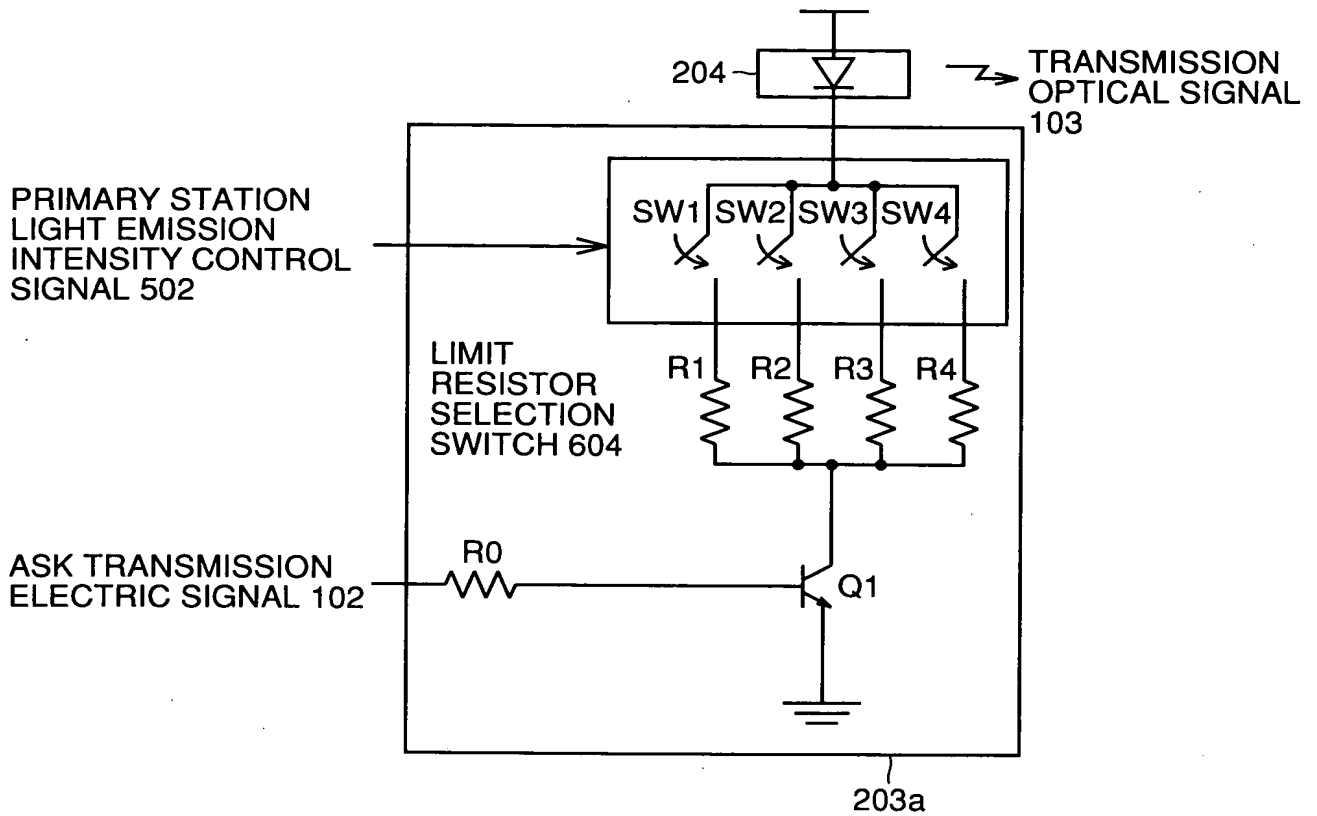 204
TRANSMISSION
OPTICAL SIGNAL
103
PRIMARY STATION
LIGHT EMISSION
INTENSITY CONTROL
SIGNAL 502
SW1 SW2 SW3 SW4
LIMIT
RESISTOR
SELECTION
SWITCH 604
R1 R2 R3 R4
ASK TRANSMISSION
ELECTRIC SIGNAL 102
R0
Q1
203a